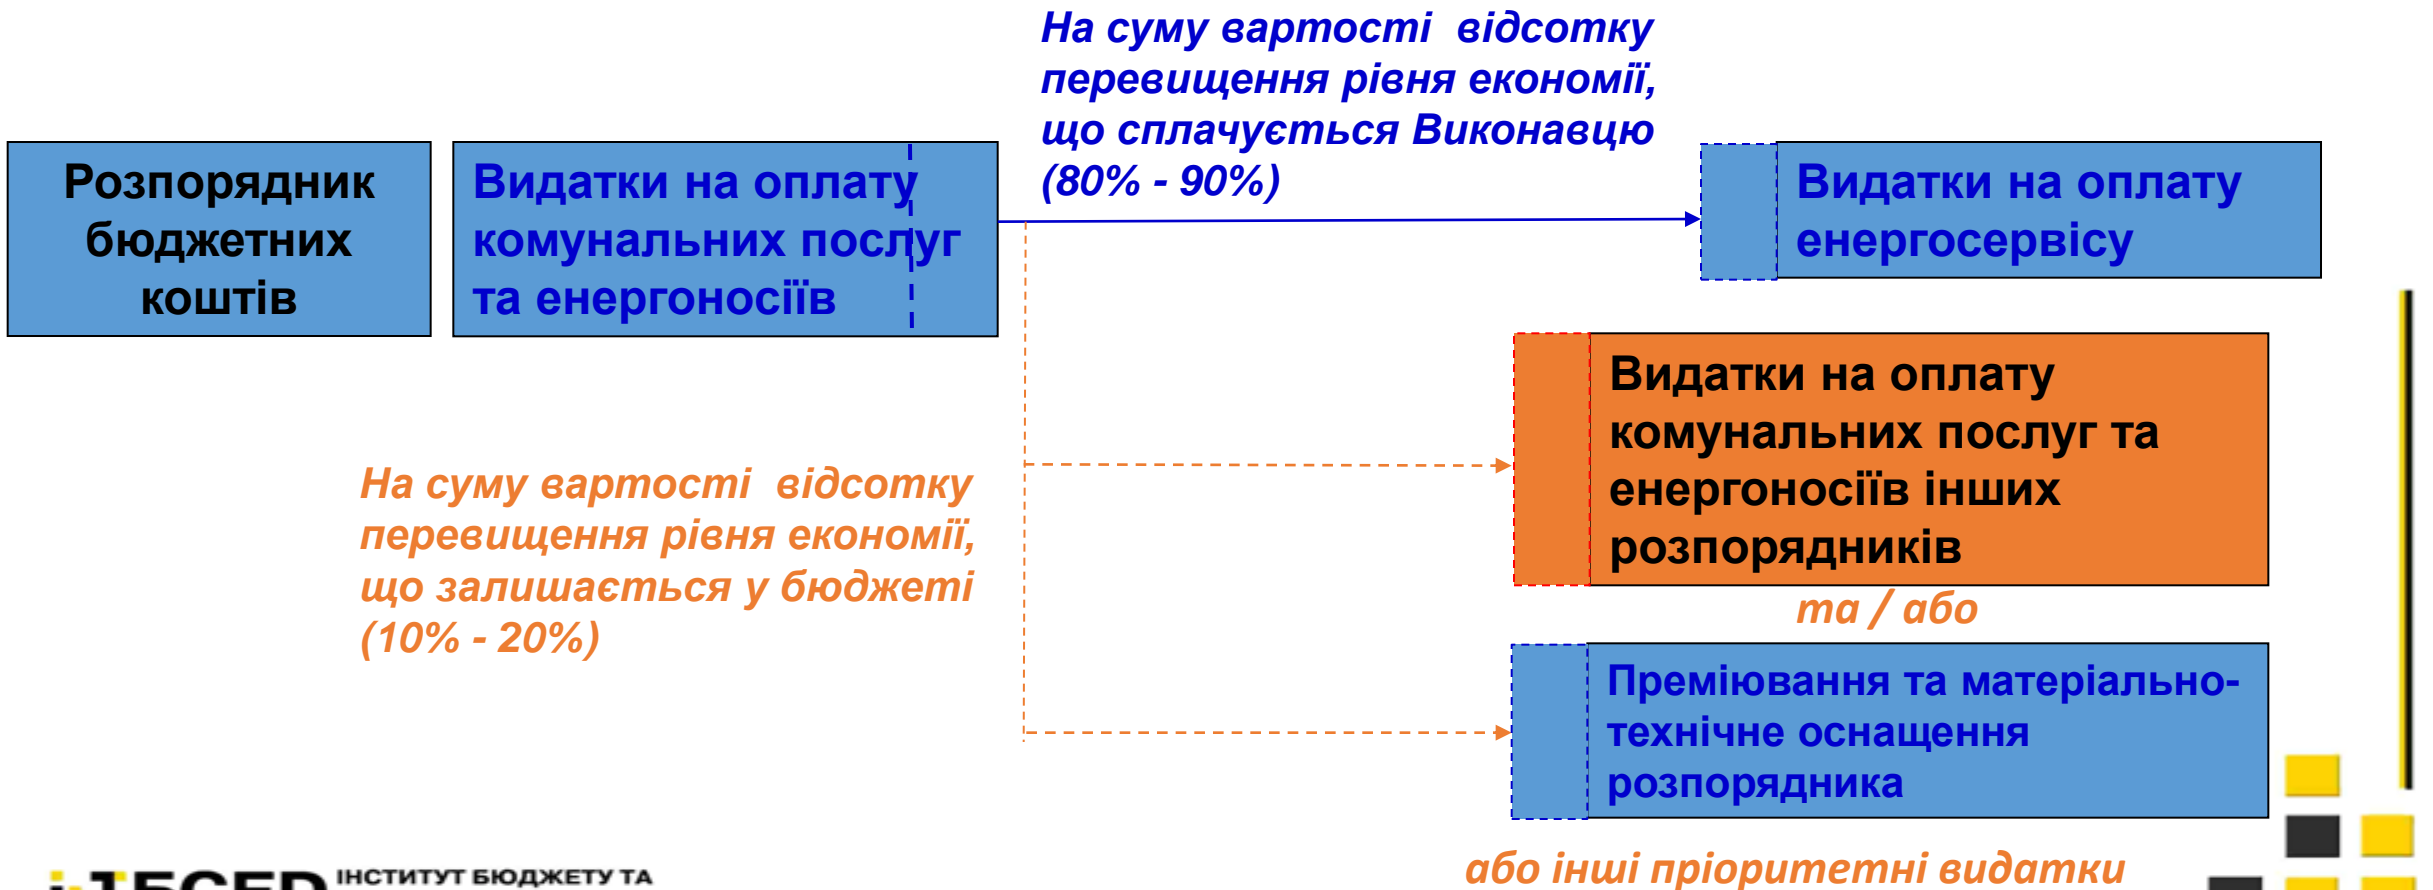 На суму вартості відсотку
перевищення рівня економії,
що сплачується Виконавцю
(80% - 90%)
Розпорядник
бюджетних
коштів
Видатки на оплату
комунальних послуг
та енергоносіїв
Видатки на оплату
енергосервісу
Видатки на оплату
комунальних послуг та
енергоносіїв інших
розпорядників
На суму вартості відсотку
перевищення рівня економії,
що залишається у бюджеті
(10% - 20%)
та / або
Преміювання та матеріально-
технічне оснащення
розпорядника
або інші пріоритетні видатки
ІНСТИТУТ БЮДЖЕТУ ТА